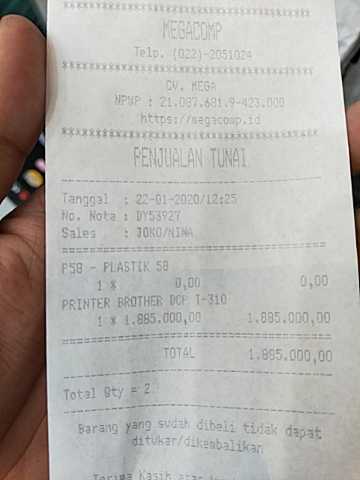 ************************************
MEGACOMP
Telp. (022)-2051024
************************************
CV. MEGA
NPWP : 21.087.681.9-423.000
https://megacomp.id
************************************
PENJUALAN TUNAI
------------------------------------
Tanggal : 22-01-2020/12:25
No. Nota : DY53927
Sales : JOKO/NINA
====================================
P58 - PLASTIK 58
1 * 0,00 0,00
PRINTER BROTHER DCP T-310
1 * 1.885.000,00 1.885.000,00
====================================
TOTAL 1.885.000,00
====================================
Total Qty = 2
------------------------------------
Barang yang sudah dibeli tidak dapat
ditukar/dikembalikan
Terima Kasih atas